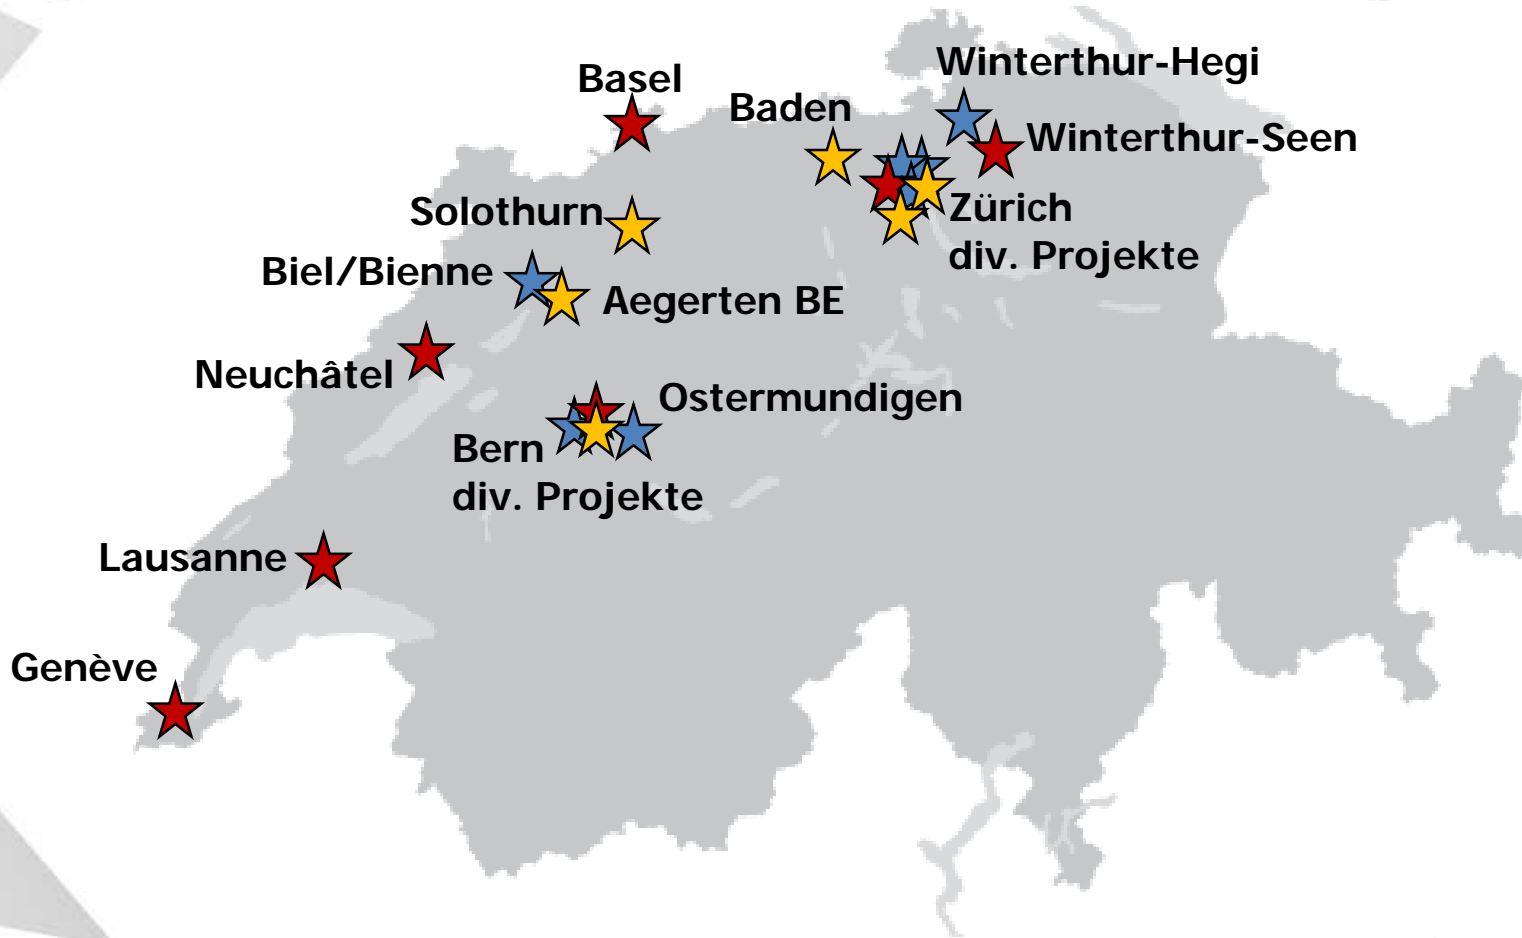 Winterthur-Hegi
Basel
Baden
Winterthur-Seen
Solothurn
Zürich
div. Projekte
Biel/Bienne
Aegerten BE
Neuchâtel
Ostermundigen
Bern
div. Projekte
Lausanne
Genève